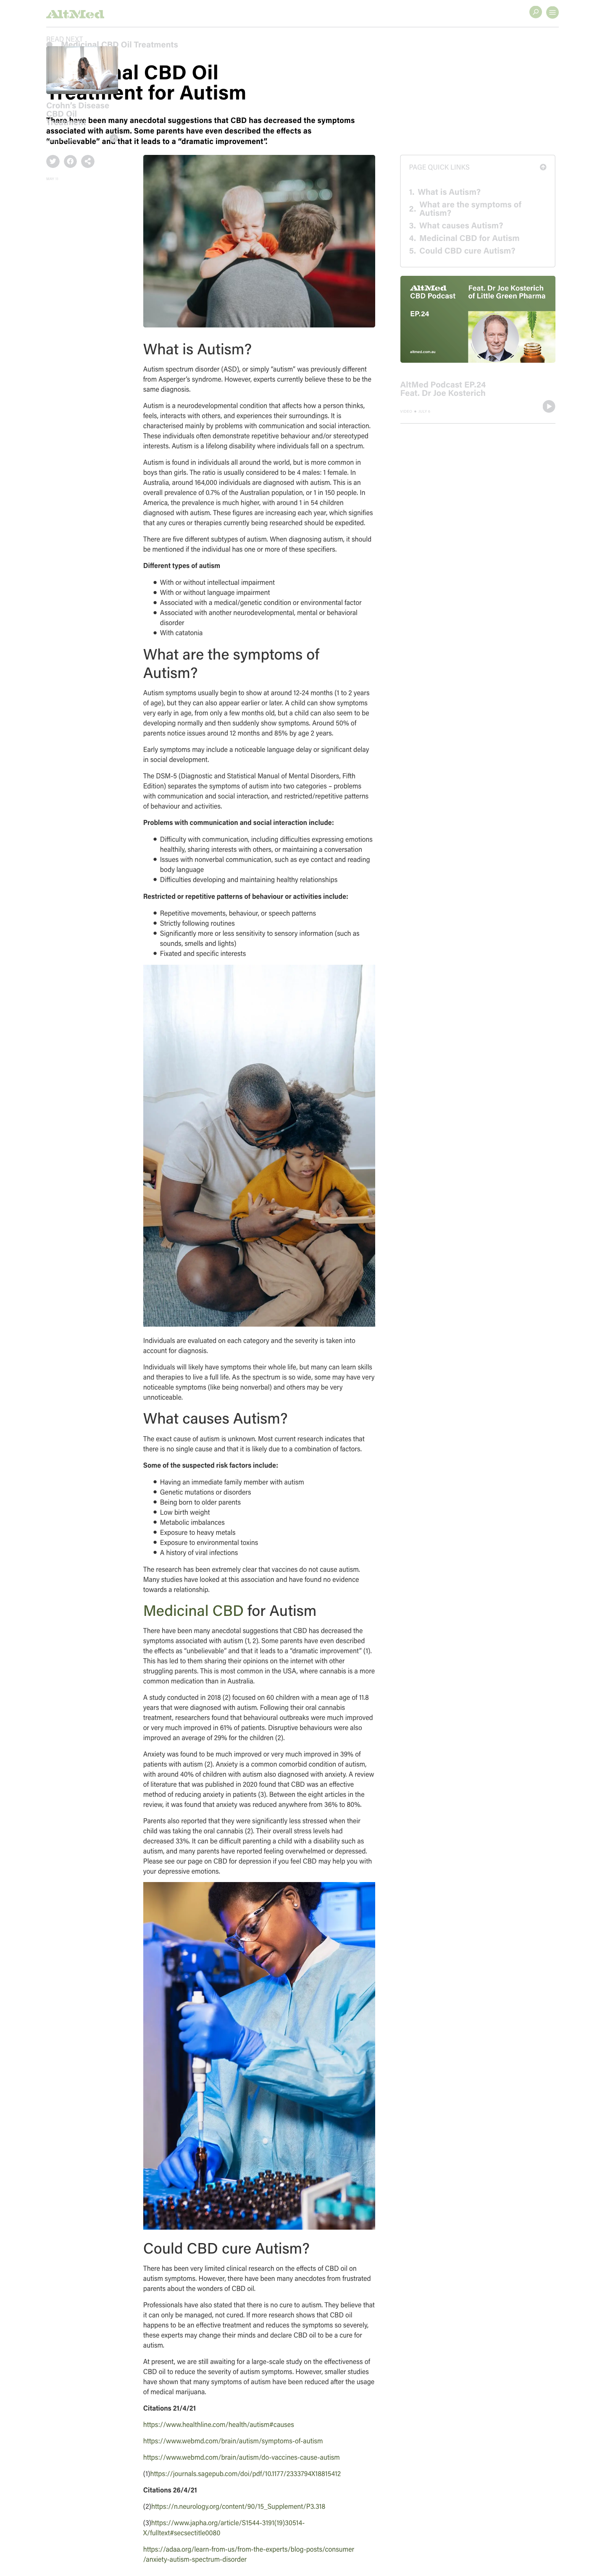 AltMed
READ NEXT
Medicinal CBD Oil Treatments
nal CBD Oil
Treatment for Autism
Crohn's Disease
CBD Oil
There have been many anecdotal suggestions that CBD has decreased the symptoms
associated with autism. Some parents have even described the effects as
"unbelievable" and that it leads to a "dramatic improvement".
PAGE QUICK LINKS
1. What is Autism?
2. What are the symptoms of
Autism?
3. What causes Autism?
4. Medicinal CBD for Autism
5. Could CBD cure Autism?
AltMed
CBD Podcast
Feat. Dr Joe Kosterich
of Little Green Pharma
EP.24
altmed.com.au
AltMed Podcast EP.24
Feat. Dr Joe Kosterich
What is Autism?
Autism spectrum disorder (ASD), or simply "autism" was previously different
from Asperger's syndrome. However, experts currently believe these to be the
same diagnosis.
Autism is a neurodevelopmental condition that affects how a person thinks,
feels, interacts with others, and experiences their surroundings. It is
characterised mainly by problems with communication and social interaction.
These individuals often demonstrate repetitive behaviour and/or stereotyped
interests. Autism is a lifelong disability where individuals fall on a spectrum.
Autism is found in individuals all around the world, but is more common in
boys than girls. The ratio is usually considered to be 4 males: 1 female. In
Australia, around 164,000 individuals are diagnosed with autism. This is an
overall prevalence of 0.7% of the Australian population, or 1 in 150 people. In
America, the prevalence is much higher, with around 1 in 54 children
diagnosed with autism. These figures are increasing each year, which signifies
that any cures or therapies currently being researched should be expedited.
There are five different subtypes of autism. When diagnosing autism, it should
be mentioned if the individual has one or more of these specifiers.
Different types of autism
With or without intellectual impairment
With or without language impairment
Associated with a medical/genetic condition or environmental factor
Associated with another neurodevelopmental, mental or behavioral
disorder
With catatonia
What are the symptoms of
Autism?
Autism symptoms usually begin to show at around 12-24 months (1 to 2 years
of age), but they can also appear earlier or later. A child can show symptoms
very early in age, from only a few months old, but a child can also seem to be
developing normally and then suddenly show symptoms. Around 50% of
parents notice issues around 12 months and 85% by age 2 years.
Early symptoms may include a noticeable language delay or significant delay
in social development.
The DSM-5 (Diagnostic and Statistical Manual of Mental Disorders, Fifth
Edition) separates the symptoms of autism into two categories – problems
with communication and social interaction, and restricted/repetitive patterns
of behaviour and activities.
Problems with communication and social interaction include:
Difficulty with communication, including difficulties expressing emotions
healthily, sharing interests with others, or maintaining a conversation
Issues with nonverbal communication, such as eye contact and reading
body language
Difficulties developing and maintaining healthy relationships
Restricted or repetitive patterns of behaviour or activities include:
Repetitive movements, behaviour, or speech patterns
Strictly following routines
Significantly more or less sensitivity to sensory information (such as
sounds, smells and lights)
Fixated and specific interests
Individuals are evaluated on each category and the severity is taken into
account for diagnosis.
Individuals will likely have symptoms their whole life, but many can learn skills
and therapies to live a full life. As the spectrum is so wide, some may have very
noticeable symptoms (like being nonverbal) and others may be very
unnoticeable.
What causes Autism?
The exact cause of autism is unknown. Most current research indicates that
there is no single cause and that it is likely due to a combination of factors.
Some of the suspected risk factors include:
Having an immediate family member with autism
Genetic mutations or disorders
Being born to older parents
Low birth weight
Metabolic imbalances
Exposure to heavy metals
Exposure to environmental toxins
A history of viral infections
The research has been extremely clear that vaccines do not cause autism.
Many studies have looked at this association and have found no evidence
towards a relationship.
Medicinal CBD for Autism
There have been many anecdotal suggestions that CBD has decreased the
symptoms associated with autism (1, 2). Some parents have even described
the effects as "unbelievable" and that it leads to a "dramatic improvement" (1).
This has led to them sharing their opinions on the internet with other
struggling parents. This is most common in the USA, where cannabis is a more
common medication than in Australia.
A study conducted in 2018 (2) focused on 60 children with a mean age of 11.8
years that were diagnosed with autism. Following their oral cannabis
treatment, researchers found that behavioural outbreaks were much improved
or very much improved in 61% of patients. Disruptive behaviours were also
improved an average of 29% for the children (2).
Anxiety was found to be much improved or very much improved in 39% of
patients with autism (2). Anxiety is a common comorbid condition of autism,
with around 40% of children with autism also diagnosed with anxiety. A review
of literature that was published in 2020 found that CBD was an effective
method of reducing anxiety in patients (3). Between the eight articles in the
review, it was found that anxiety was reduced anywhere from 36% to 80%.
Parents also reported that they were significantly less stressed when their
child was taking the oral cannabis (2). Their overall stress levels had
decreased 33%. It can be difficult parenting a child with a disability such as
autism, and many parents have reported feeling overwhelmed or depressed.
Please see our page on CBD for depression if you feel CBD may help you with
your depressive emotions.
Could CBD cure Autism?
There has been very limited clinical research on the effects of CBD oil on
autism symptoms. However, there have been many anecdotes from frustrated
parents about the wonders of CBD oil.
Professionals have also stated that there is no cure to autism. They believe that
it can only be managed, not cured. If more research shows that CBD oil
happens to be an effective treatment and reduces the symptoms so severely,
these experts may change their minds and declare CBD oil to be a cure for
autism.
At present, we are still awaiting for a large-scale study on the effectiveness of
CBD oil to reduce the severity of autism symptoms. However, smaller studies
have shown that many symptoms of autism have been reduced after the usage
of medical marijuana.
Citations 21/4/21
https://www.healthline.com/health/autism#causes
https://www.webmd.com/brain/autism/symptoms-of-autism
https://www.webmd.com/brain/autism/do-vaccines-cause-autism
(1)https://journals.sagepub.com/doi/pdf/10.1177/2333794X18815412
Citations 26/4/21
(2)https://n.neurology.org/content/90/15_Supplement/P3.318
(3)https://www.japha.org/article/S1544-3191(19)30514-
X/fulltext#secsectitle0080
https://adaa.org/learn-from-us/from-the-experts/blog-posts/consumer
/anxiety-autism-spectrum-disorder